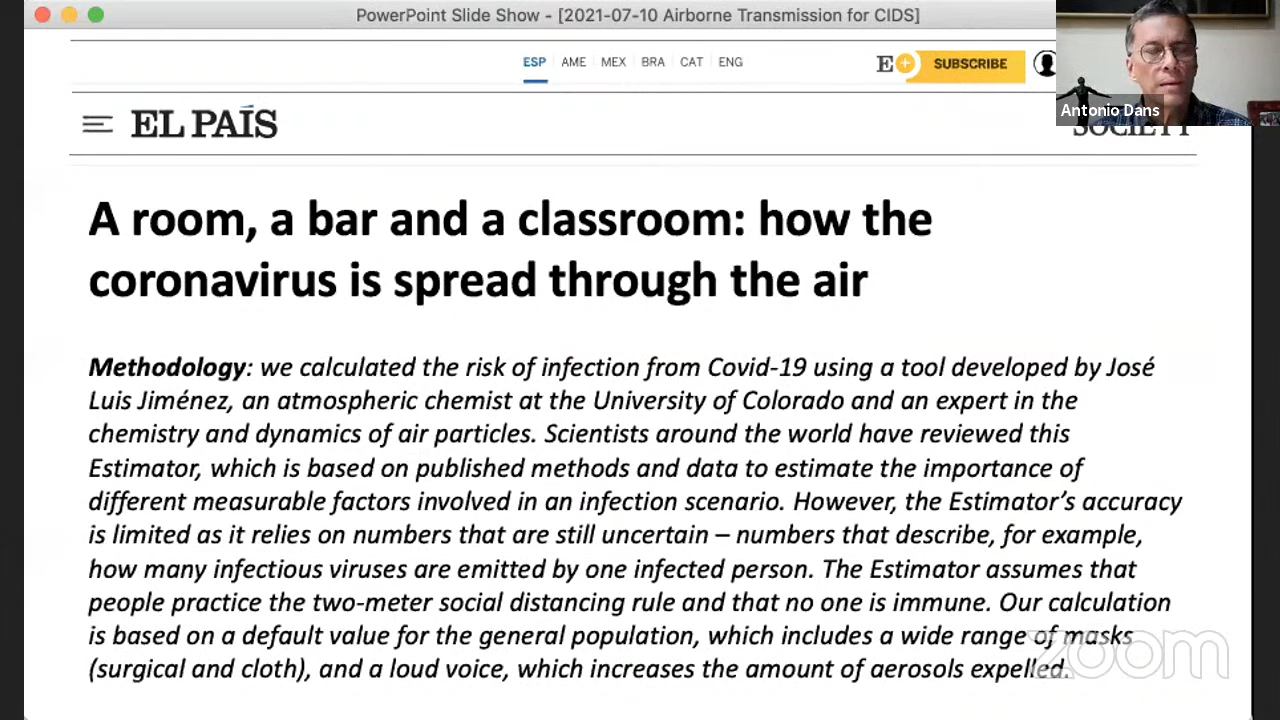 PowerPoint Slide Show - [2021-07-10 Airborne Transmission for CIDS]
ESP AME MEX BRA CAT ENG
E+ SUBSCRIBE
Antonio Dans
EL PAÍS
SOCIETY
A room, a bar and a classroom: how the
coronavirus is spread through the air
Methodology: we calculated the risk of infection from Covid-19 using a tool developed by José
Luis Jiménez, an atmospheric chemist at the University of Colorado and an expert in the
chemistry and dynamics of air particles. Scientists around the world have reviewed this
Estimator, which is based on published methods and data to estimate the importance of
different measurable factors involved in an infection scenario. However, the Estimator’s accuracy
is limited as it relies on numbers that are still uncertain – numbers that describe, for example,
how many infectious viruses are emitted by one infected person. The Estimator assumes that
people practice the two-meter social distancing rule and that no one is immune. Our calculation
is based on a default value for the general population, which includes a wide range of masks
(surgical and cloth), and a loud voice, which increases the amount of aerosols expelled.
zoom